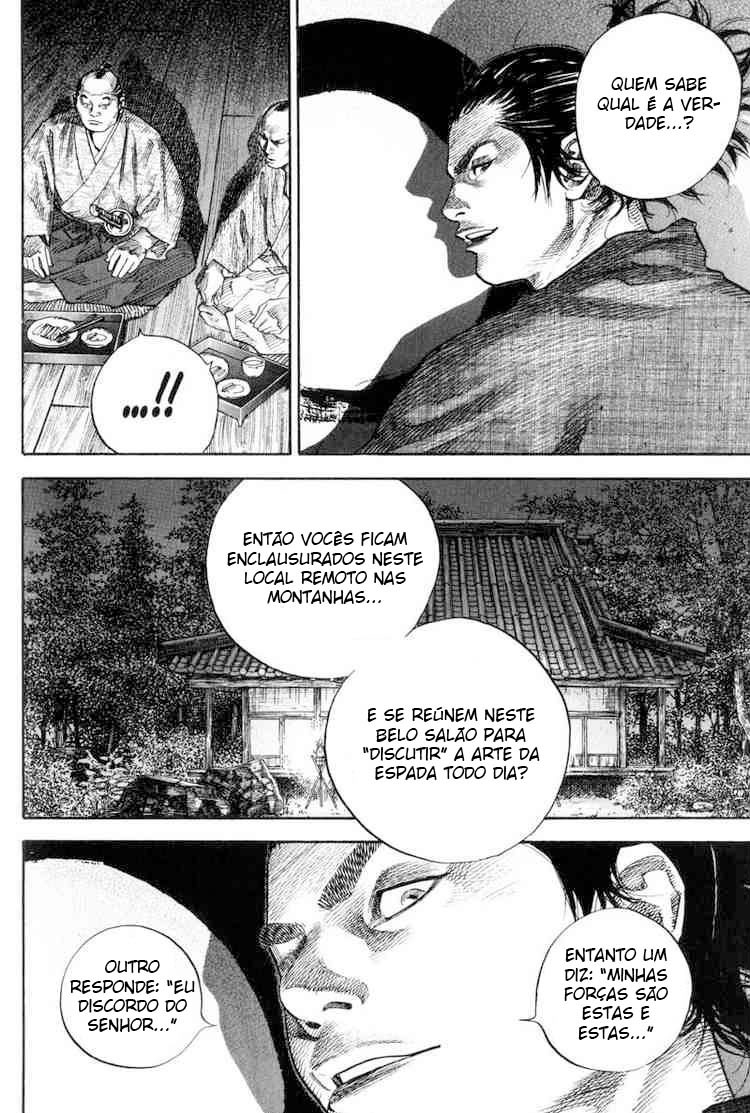 QUEM SABE
QUAL É A VER-
DADE...?
...!!
ENTÃO VOCÊS FICAM
ENCLAUSURADOS NESTE
LOCAL REMOTO NAS
MONTANHAS...
E SE REÚNEM NESTE
BELO SALÃO PARA
"DISCUTIR" A ARTE DA
ESPADA TODO DIA?
ENTANTO UM
DIZ: "MINHAS
FORÇAS SÃO
ESTAS E
ESTAS..."
OUTRO
RESPONDE: "EU
DISCORDO DO
SENHOR..."